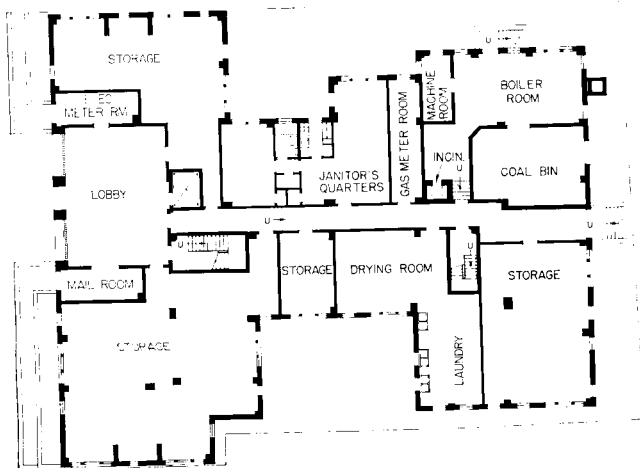 STORAGE
U
MACHINE
ROOM
BOILER
ROOM
METER RM.
GAS METER ROOM
INCIN.
COAL BIN
U
JANITOR'S
QUARTERS
LOBBY
U
U
U
U
STORAGE
DRYING ROOM
STORAGE
MAIL ROOM
STORAGE
LAUNDRY